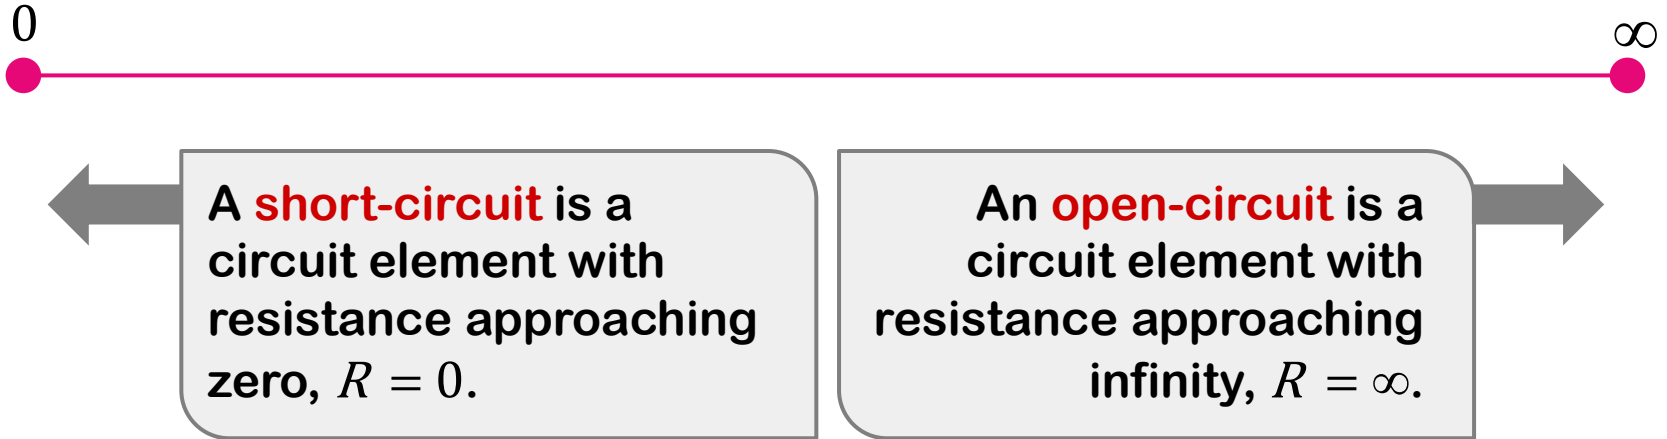 0
∞
A short-circuit is a
circuit element with
resistance approaching
zero, R = 0.
An open-circuit is a
circuit element with
resistance approaching
infinity, R = ∞.